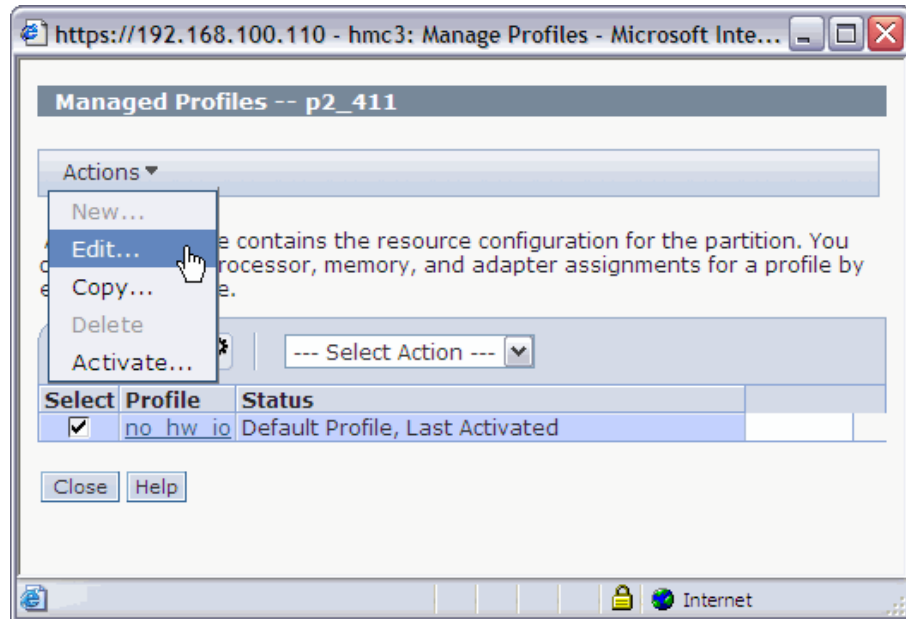 https://192.168.100.110 - hmc3: Manage Profiles - Microsoft Inte...
Managed Profiles -- p2_411
Actions
New...
Edit...
Copy...
Delete
Activate...
e contains the resource configuration for the partition. You
rocessor, memory, and adapter assignments for a profile by
e.
--- Select Action ---
Select Profile Status
no_hw_io Default Profile, Last Activated
Close Help
Internet